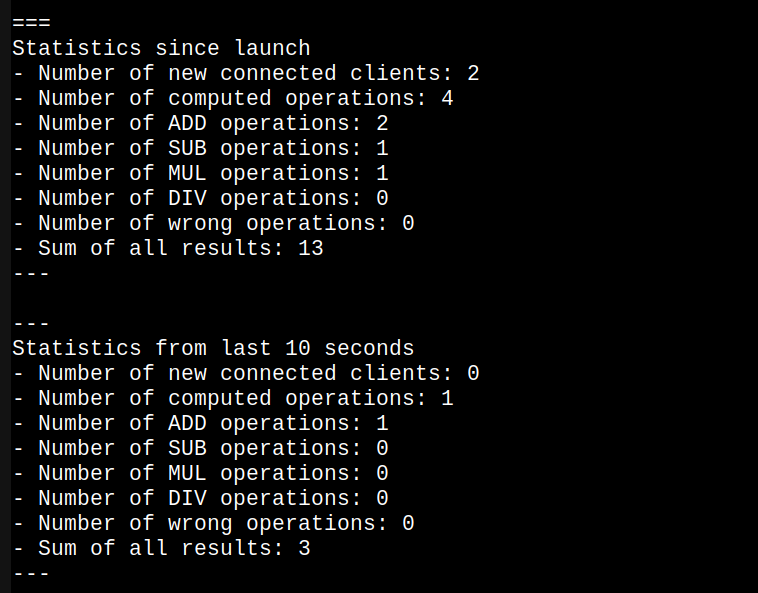 ===
Statistics since launch
- Number of new connected clients: 2
- Number of computed operations: 4
- Number of ADD operations: 2
- Number of SUB operations: 1
- Number of MUL operations: 1
- Number of DIV operations: 0
- Number of wrong operations: 0
- Sum of all results: 13
---

---
Statistics from last 10 seconds
- Number of new connected clients: 0
- Number of computed operations: 1
- Number of ADD operations: 1
- Number of SUB operations: 0
- Number of MUL operations: 0
- Number of DIV operations: 0
- Number of wrong operations: 0
- Sum of all results: 3
---